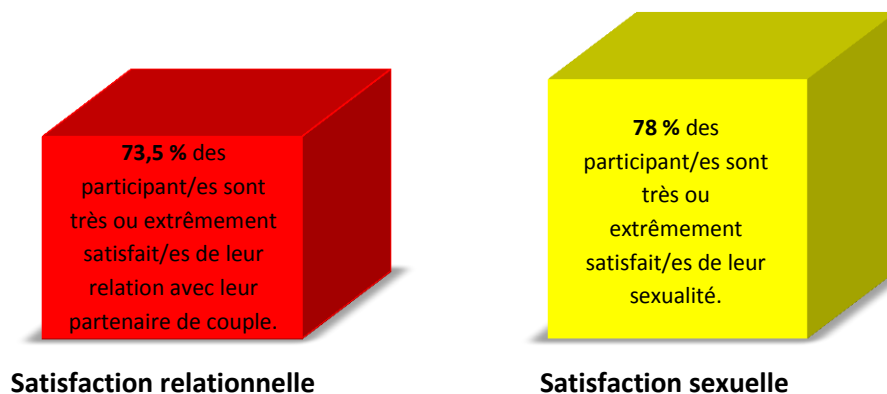 73,5 % des
participant/es sont
très ou extrêmement
satisfait/es de leur
relation avec leur
partenaire de couple.
Satisfaction relationnelle
78 % des
participant/es sont
très ou
extrêmement
satisfait/es de leur
sexualité.
Satisfaction sexuelle